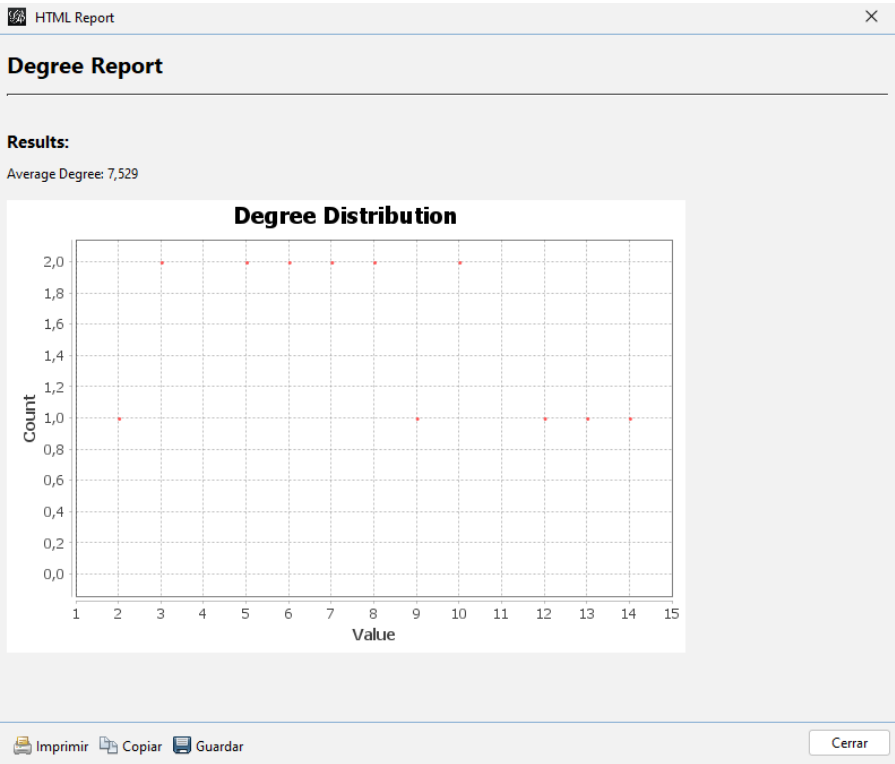 HTML Report
Degree Report
Results:
Average Degree: 7,529
Degree Distribution
2,0
1,8
1,6
1,4
1,2
1,0
0,8
0,6
0,4
0,2
0,0
Count
1 2 3 4 5 6 7 8 9 10 11 12 13 14 15
Value
Imprimir Copiar Guardar Cerrar